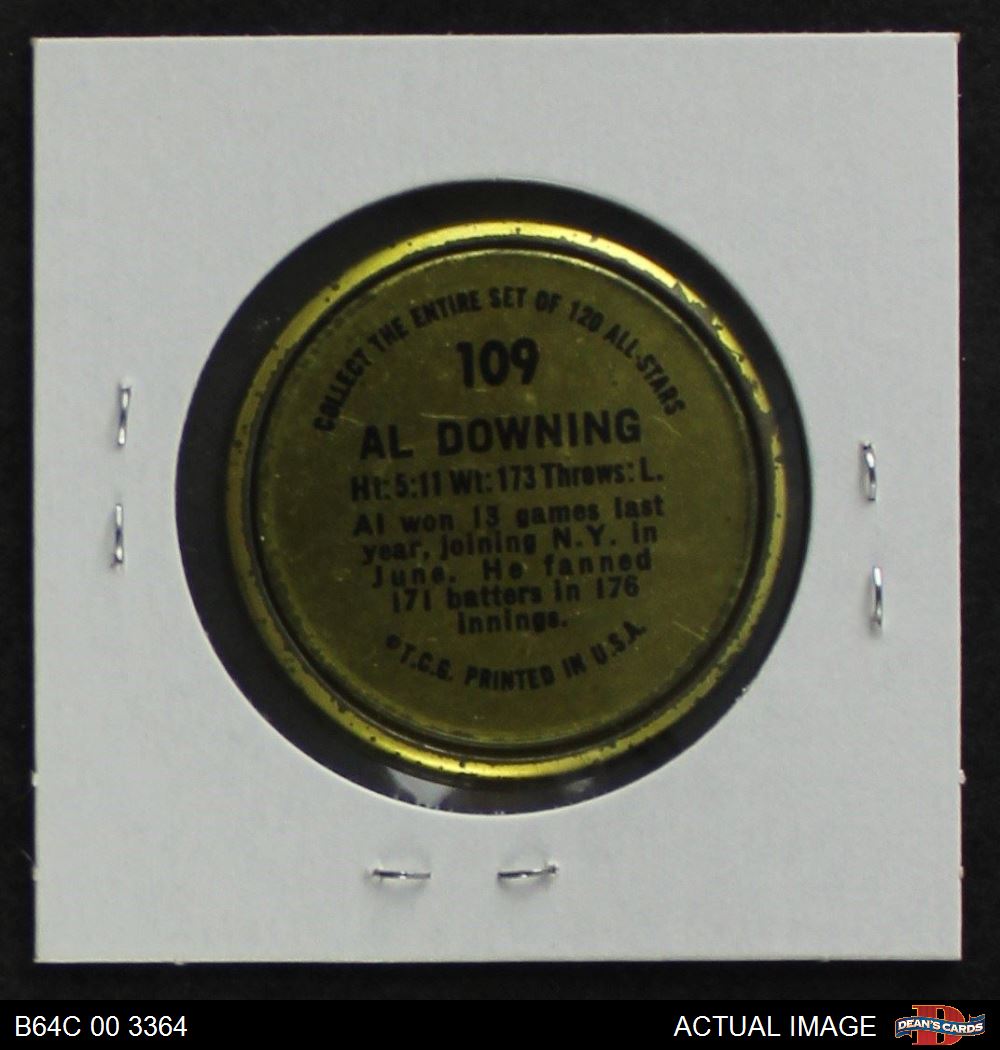 COLLECT THE ENTIRE SET OF 120 ALL-STARS
109
AL DOWNING
Ht: 5:11 Wt: 173 Throws: L.
Al won 13 games last
year, joining N.Y. in
June. He fanned
171 batters in 176
innings.
©T.C.G. PRINTED IN U.S.A.
B64C 00 3364
ACTUAL IMAGE
DEAN'S CARDS